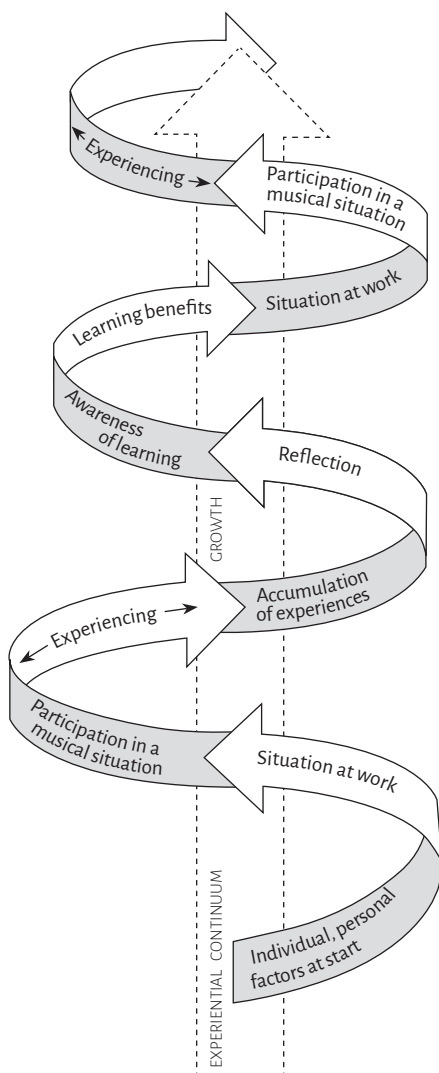 Experiencing
Participation in a
musical situation
Learning benefits
Situation at work
Awareness
of learning
Reflection
GROWTH
Experiencing
Accumulation
of experiences
Participation in a
musical situation
Situation at work
EXPERIENTIAL CONTINUUM
Individual, personal
factors at start